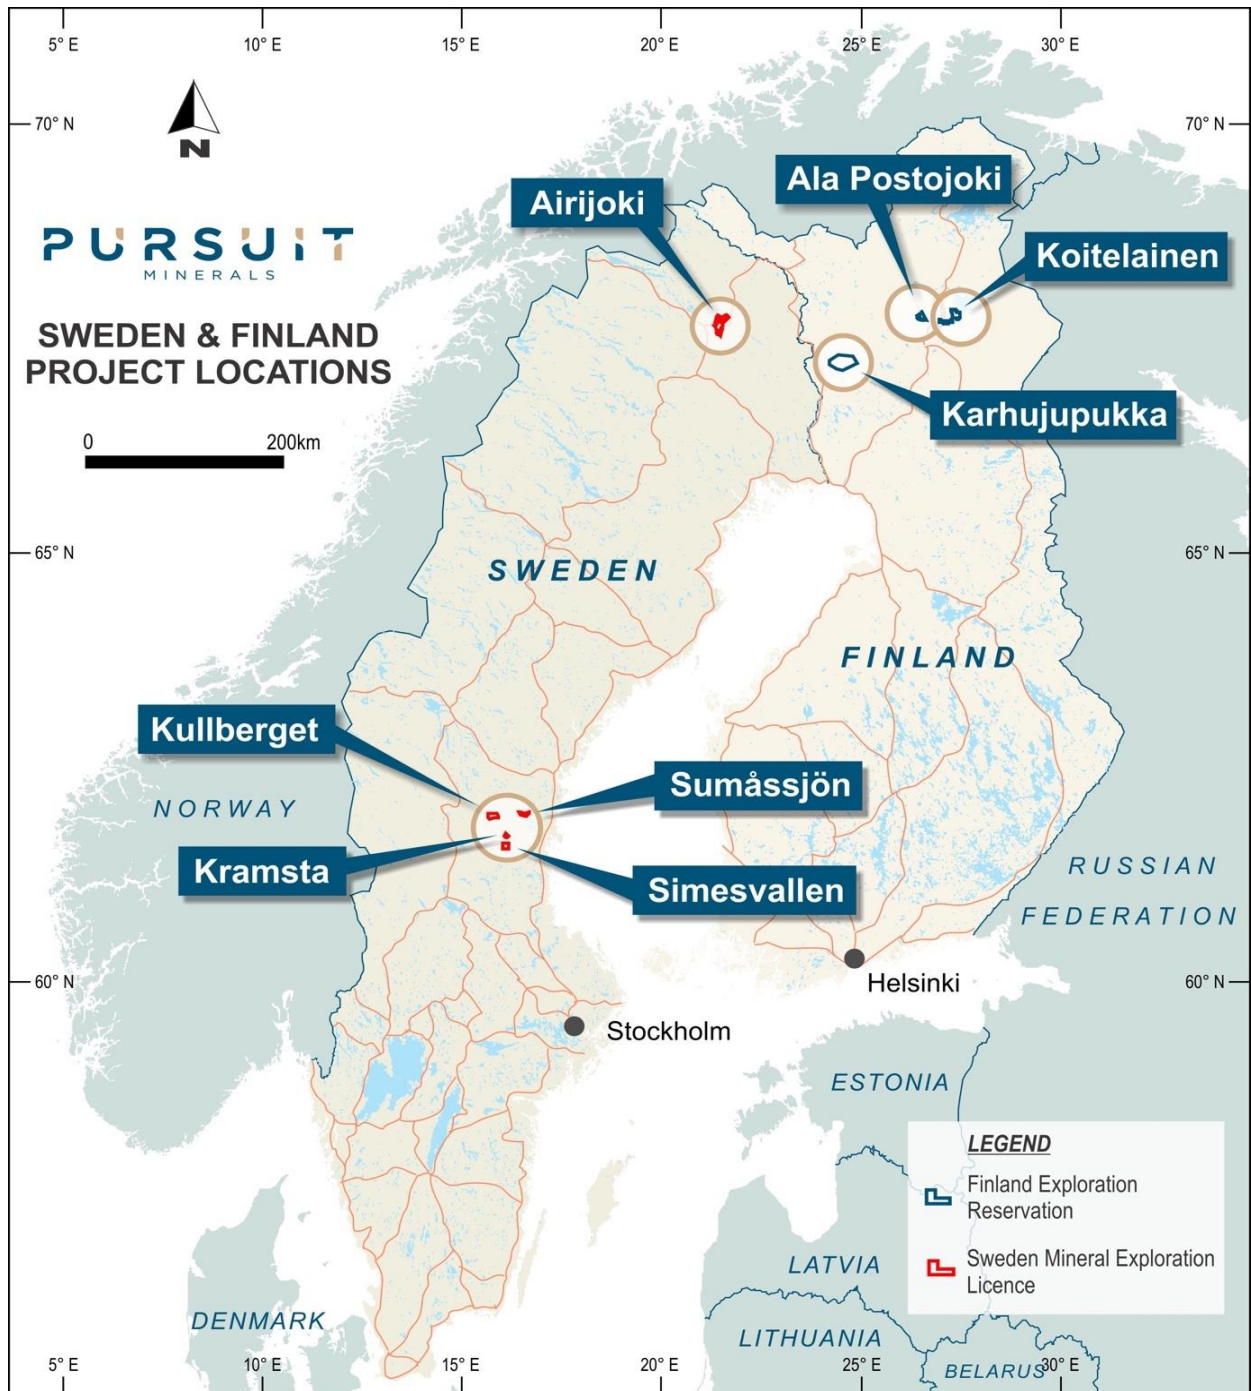 5° E 10° E 15° E 20° E 25° E 30° E
70° N 70° N
N
PURSUIT
MINERALS
SWEDEN & FINLAND
PROJECT LOCATIONS
0 200km
Airijoki
Ala Postojoki
Koitelainen
Karhujupukka
65° N 65° N
SWEDEN
FINLAND
Kullberget
Sumåssjön
NORWAY
Kramsta
Simesvallen
RUSSIAN
FEDERATION
60° N 60° N
Helsinki
Stockholm
ESTONIA
LEGEND
Finland Exploration
Reservation
Sweden Mineral Exploration
Licence
LATVIA
DENMARK
LITHUANIA
BELARUS
5° E 10° E 15° E 20° E 25° E 30° E